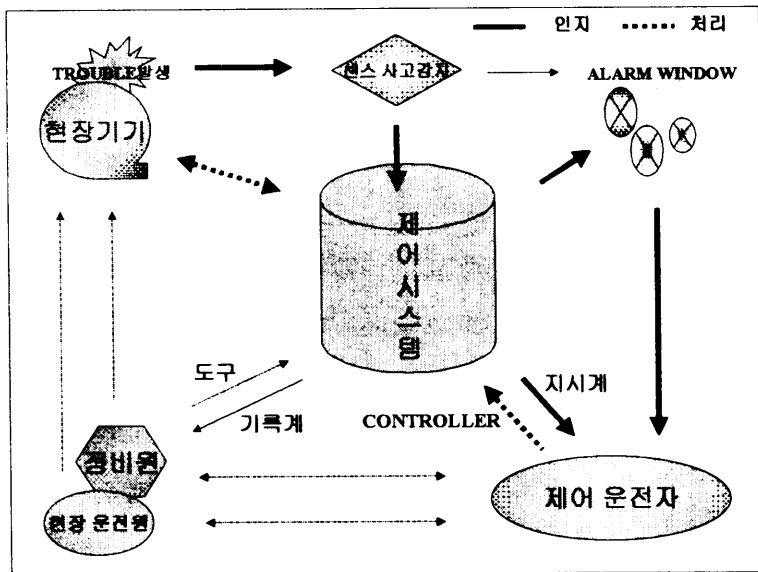 인지 처리
TROUBLE발생
센스 사고감지
ALARM WINDOW
현장기기
제어시스템
도구
기록계
지시계
CONTROLLER
정비원
현장 운전원
제어 운전자